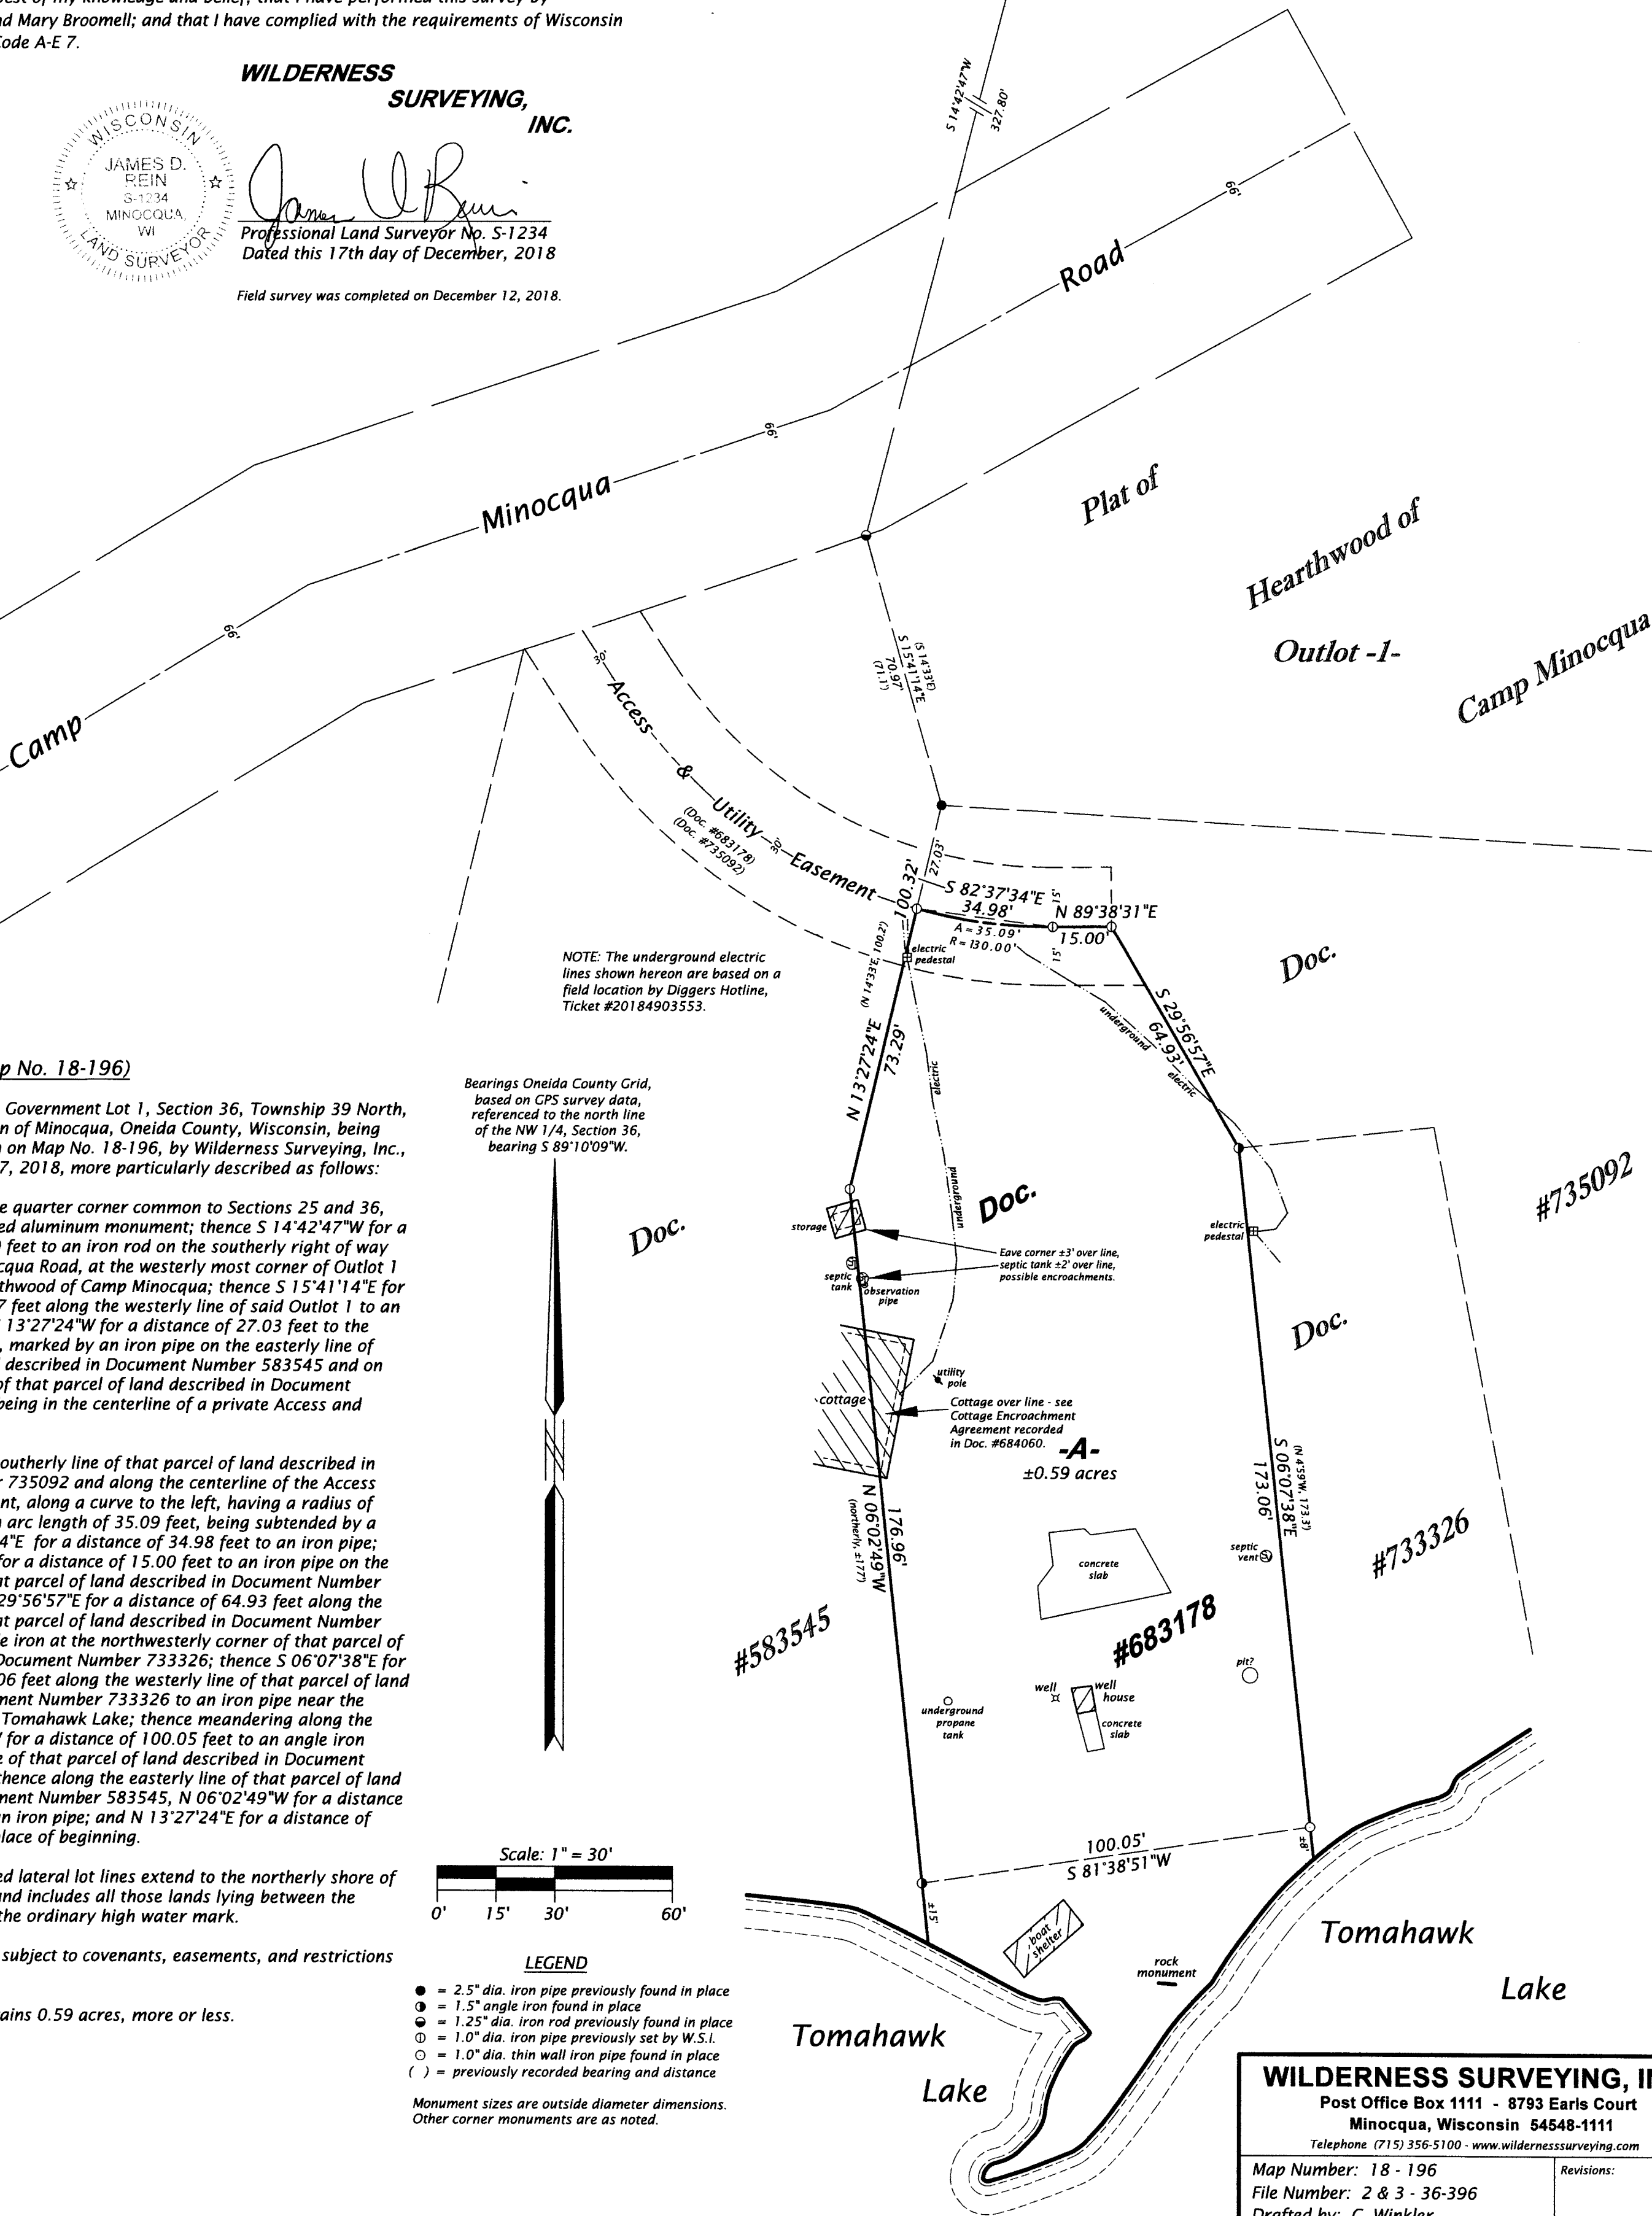 best of my knowledge and belief, that I have performed this survey by
nd Mary Broomell; and that I have complied with the requirements of Wisconsin
Code A-E 7.
WILDERNESS
SURVEYING,
INC.
WISCONSIN
JAMES D.
REIN
S-1234
MINOCQUA,
WI
LAND SURVEYOR
Professional Land Surveyor No. S-1234
Dated this 17th day of December, 2018
Field survey was completed on December 12, 2018.
S 14°42'47"W
327.80'
66'
Road
66'
Minocqua
66'
Camp
Plat of
Hearthwood of
Camp Minocqua
Outlot -1-
(S 14°33'E)
S 15°41'14"E
70.97'
(71.1')
30'
Access
&
Utility
30'
Easement
(Doc. #683178)
(Doc. #735092)
27.03'
100.32'
S 82°37'34"E
34.98'
A = 35.09'
R = 130.00'
15'
15'
N 89°38'31"E
15.00'
electric
pedestal
(N 14°33'E, 100.2')
N 13°27'24"E
73.29'
NOTE: The underground electric
lines shown hereon are based on a
field location by Diggers Hotline,
Ticket #20184903553.
S 29°56'57"E
64.93'
underground
electric
electric
underground
Doc.
#735092
p No. 18-196)
Government Lot 1, Section 36, Township 39 North,
n of Minocqua, Oneida County, Wisconsin, being
n on Map No. 18-196, by Wilderness Surveying, Inc.,
7, 2018, more particularly described as follows:
e quarter corner common to Sections 25 and 36,
ed aluminum monument; thence S 14°42'47"W for a
feet to an iron rod on the southerly right of way
cqua Road, at the westerly most corner of Outlot 1
thwood of Camp Minocqua; thence S 15°41'14"E for
7 feet along the westerly line of said Outlot 1 to an
13°27'24"W for a distance of 27.03 feet to the
, marked by an iron pipe on the easterly line of
described in Document Number 583545 and on
of that parcel of land described in Document
being in the centerline of a private Access and
outherly line of that parcel of land described in
r 735092 and along the centerline of the Access
nt, along a curve to the left, having a radius of
n arc length of 35.09 feet, being subtended by a
4"E for a distance of 34.98 feet to an iron pipe;
for a distance of 15.00 feet to an iron pipe on the
at parcel of land described in Document Number
29°56'57"E for a distance of 64.93 feet along the
at parcel of land described in Document Number
le iron at the northwesterly corner of that parcel of
Document Number 733326; thence S 06°07'38"E for
06 feet along the westerly line of that parcel of land
ment Number 733326 to an iron pipe near the
Tomahawk Lake; thence meandering along the
V for a distance of 100.05 feet to an angle iron
e of that parcel of land described in Document
thence along the easterly line of that parcel of land
ment Number 583545, N 06°02'49"W for a distance
an iron pipe; and N 13°27'24"E for a distance of
place of beginning.
ed lateral lot lines extend to the northerly shore of
and includes all those lands lying between the
the ordinary high water mark.
subject to covenants, easements, and restrictions
ains 0.59 acres, more or less.
Bearings Oneida County Grid,
based on GPS survey data,
referenced to the north line
of the NW 1/4, Section 36,
bearing S 89°10'09"W.
Doc.
#583545
Doc.
#683178
Doc.
#733326
storage
septic
tank
observation
pipe
Eave corner ±3' over line,
septic tank ±2' over line,
possible encroachments.
electric
pedestal
cottage
utility
pole
Cottage over line - see
Cottage Encroachment
Agreement recorded
in Doc. #684060.
-A-
±0.59 acres
176.96'
N 06°02'49"W
(northerly, ±177')
(N 4°59'W, 173.3')
S 06°07'38"E
173.06'
septic
vent
concrete
slab
pit?
well
well
house
concrete
slab
underground
propane
tank
100.05'
S 81°38'51"W
±8'
±15'
boat
shelter
rock
monument
Tomahawk
Lake
Tomahawk
Lake
Scale: 1" = 30'
0' 15' 30' 60'
LEGEND
= 2.5" dia. iron pipe previously found in place
= 1.5" angle iron found in place
= 1.25" dia. iron rod previously found in place
= 1.0" dia. iron pipe previously set by W.S.I.
= 1.0" dia. thin wall iron pipe found in place
( ) = previously recorded bearing and distance
Monument sizes are outside diameter dimensions.
Other corner monuments are as noted.
WILDERNESS SURVEYING, IN
Post Office Box 1111 - 8793 Earls Court
Minocqua, Wisconsin 54548-1111
Telephone (715) 356-5100 - www.wildernesssurveying.com
Map Number: 18 - 196
File Number: 2 & 3 - 36-396
Drafted by: C. Winkler
Revisions: